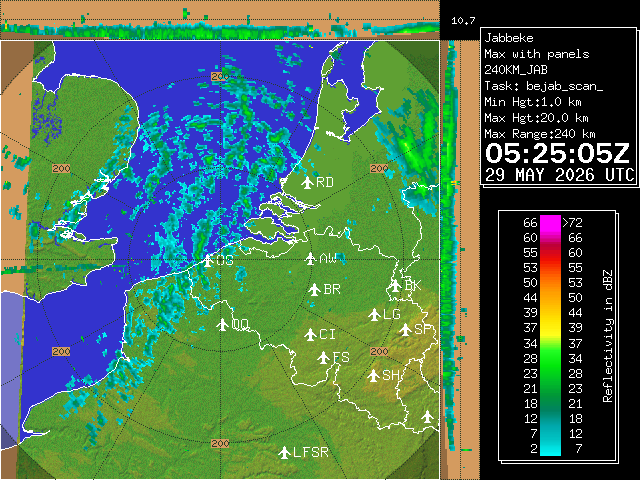 10.7
Jabbeke
Max with panels
240KM_JAB
Task: bejab_scan_
Min Hgt:1.0 km
Max Hgt:20.0 km
Max Range:240 km
05:25:05Z
29 MAY 2026 UTC
200
200
200
RD
OS
AW
BR
BK
LG
QQ
CI
SP
FS
200
200
SH
200
LFSR
66 >72
60 66
55 60
53 55
50 53
44 50
39 44
37 39
34 37
28 34
24 28
21 24
18 21
12 18
7 12
2 7
Reflectivity in dBZ